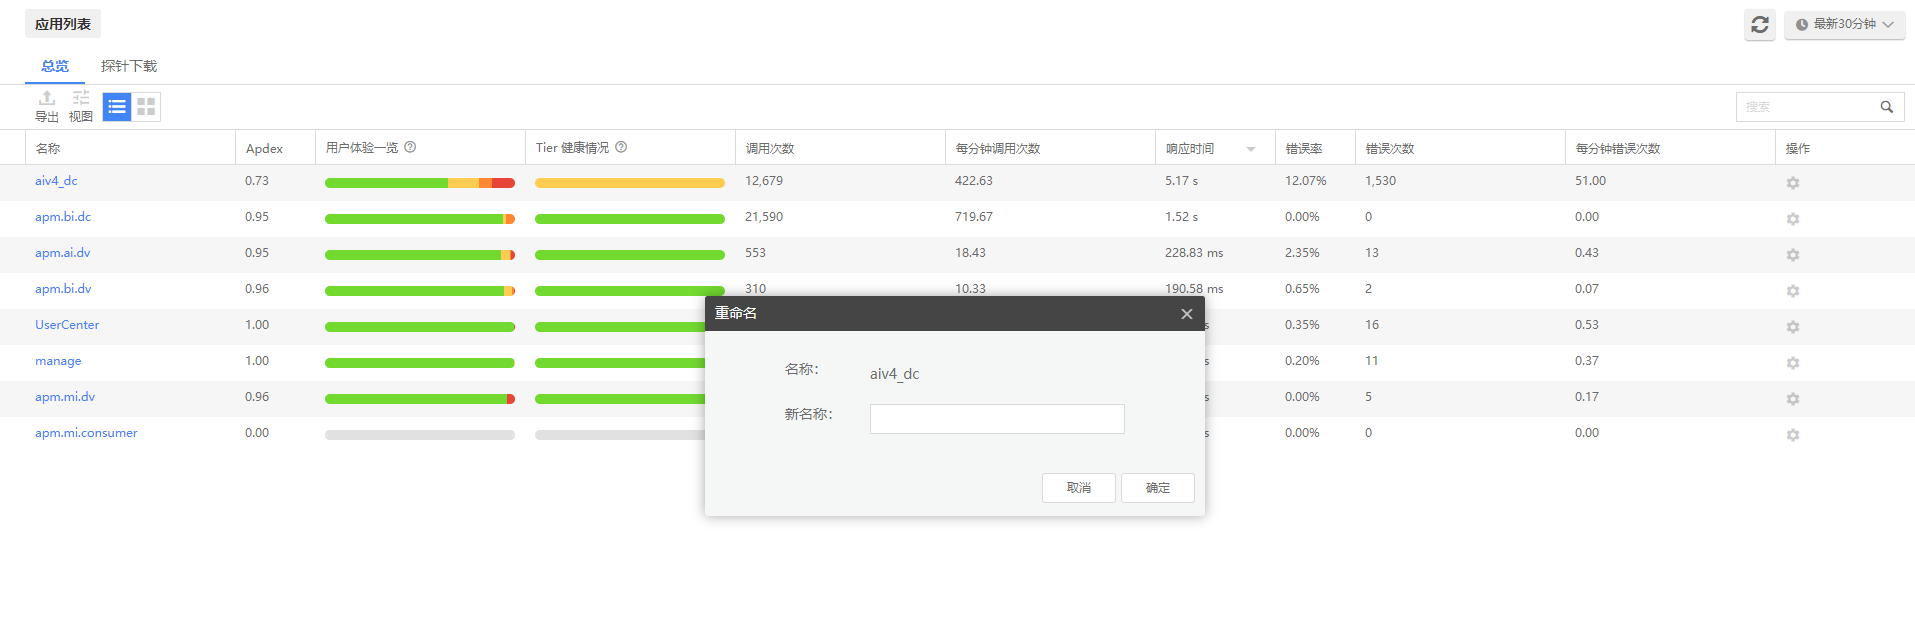 应用列表
最新30分钟
总览 探针下载
导出 视图
搜索
名称 Apdex 用户体验一览 Tier 健康情况 调用次数 每分钟调用次数 响应时间 错误率 错误次数 每分钟错误次数 操作
aiv4_dc 0.73 12,679 422.63 5.17 s 12.07% 1,530 51.00
apm.bi.dc 0.95 21,590 719.67 1.52 s 0.00% 0 0.00
apm.ai.dv 0.95 553 18.43 228.83 ms 2.35% 13 0.43
apm.bi.dv 0.96 310 10.33 190.58 ms 0.65% 2 0.07
UserCenter 1.00 s 0.35% 16 0.53
manage 1.00 s 0.20% 11 0.37
apm.mi.dv 0.96 s 0.00% 5 0.17
apm.mi.consumer 0.00 s 0.00% 0 0.00
重命名
名称： aiv4_dc
新名称：
取消 确定